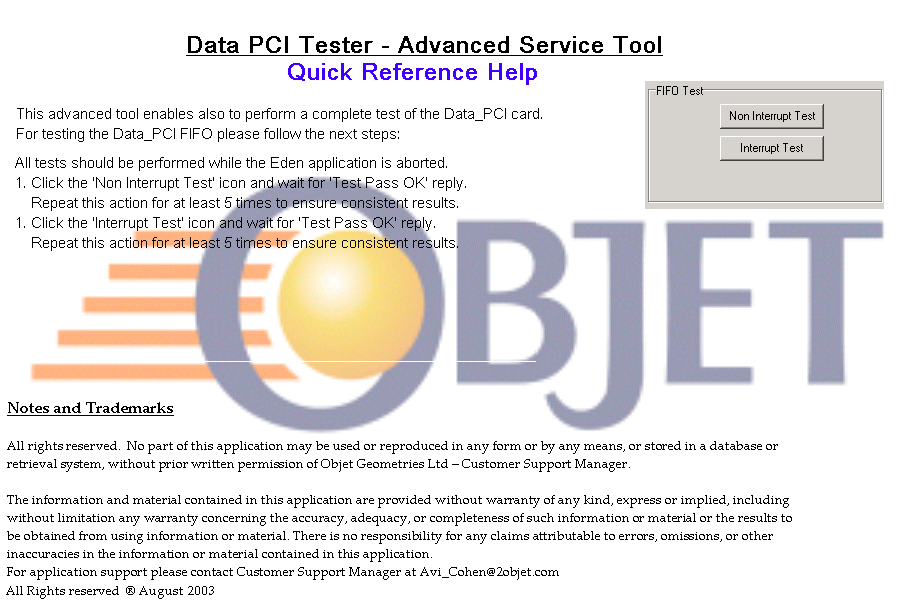 Data PCI Tester - Advanced Service Tool
Quick Reference Help
This advanced tool enables also to perform a complete test of the Data_PCI card.
For testing the Data_PCI FIFO please follow the next steps:
FIFO Test
Non Interrupt Test
Interrupt Test
All tests should be performed while the Eden application is aborted.
1. Click the 'Non Interrupt Test' icon and wait for 'Test Pass OK' reply.
Repeat this action for at least 5 times to ensure consistent results.
1. Click the 'Interrupt Test' icon and wait for 'Test Pass OK' reply.
Repeat this action for at least 5 times to ensure consistent results.
OBJET
Notes and Trademarks
All rights reserved.  No part of this application may be used or reproduced in any form or by any means, or stored in a database or
retrieval system, without prior written permission of Objet Geometries Ltd – Customer Support Manager.
The information and material contained in this application are provided without warranty of any kind, express or implied, including
without limitation any warranty concerning the accuracy, adequacy, or completeness of such information or material or the results to
be obtained from using information or material. There is no responsibility for any claims attributable to errors, omissions, or other
inaccuracies in the information or material contained in this application.
For application support please contact Customer Support Manager at Avi_Cohen@2objet.com
All Rights reserved  ® August 2003